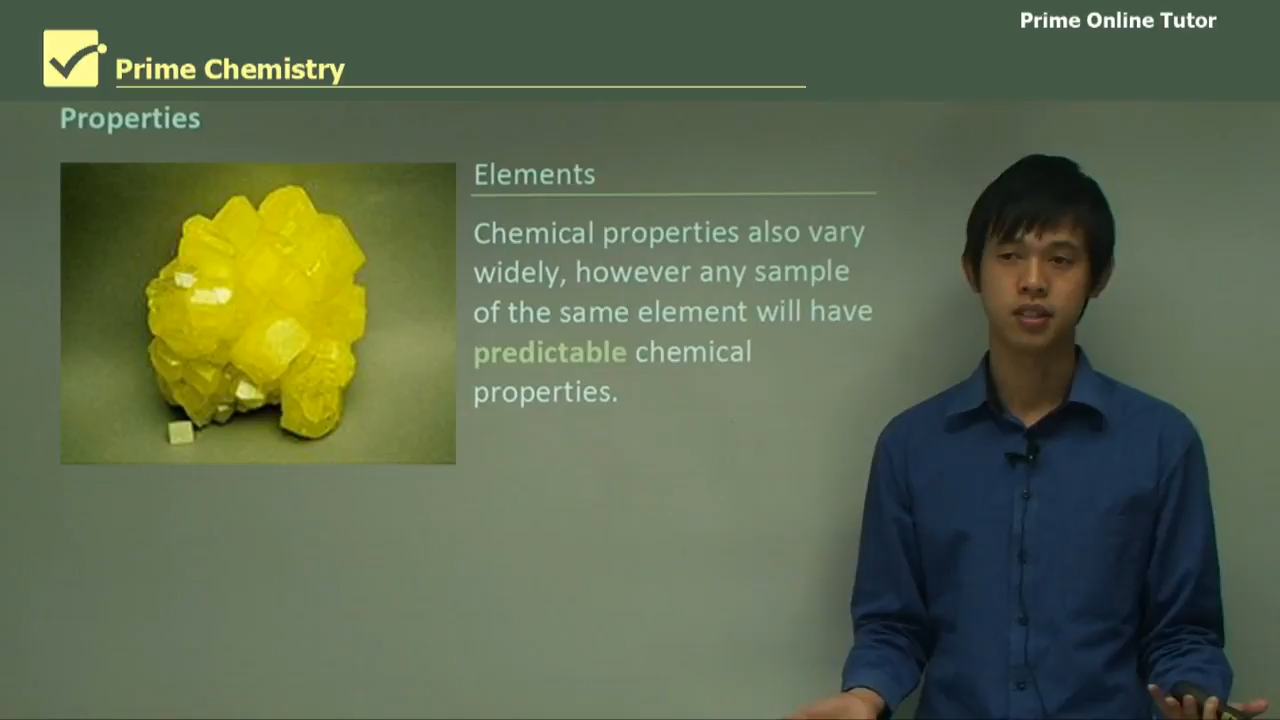 Prime Online Tutor
Prime Chemistry
Properties
Elements
Chemical properties also vary
widely, however any sample
of the same element will have
predictable chemical
properties.